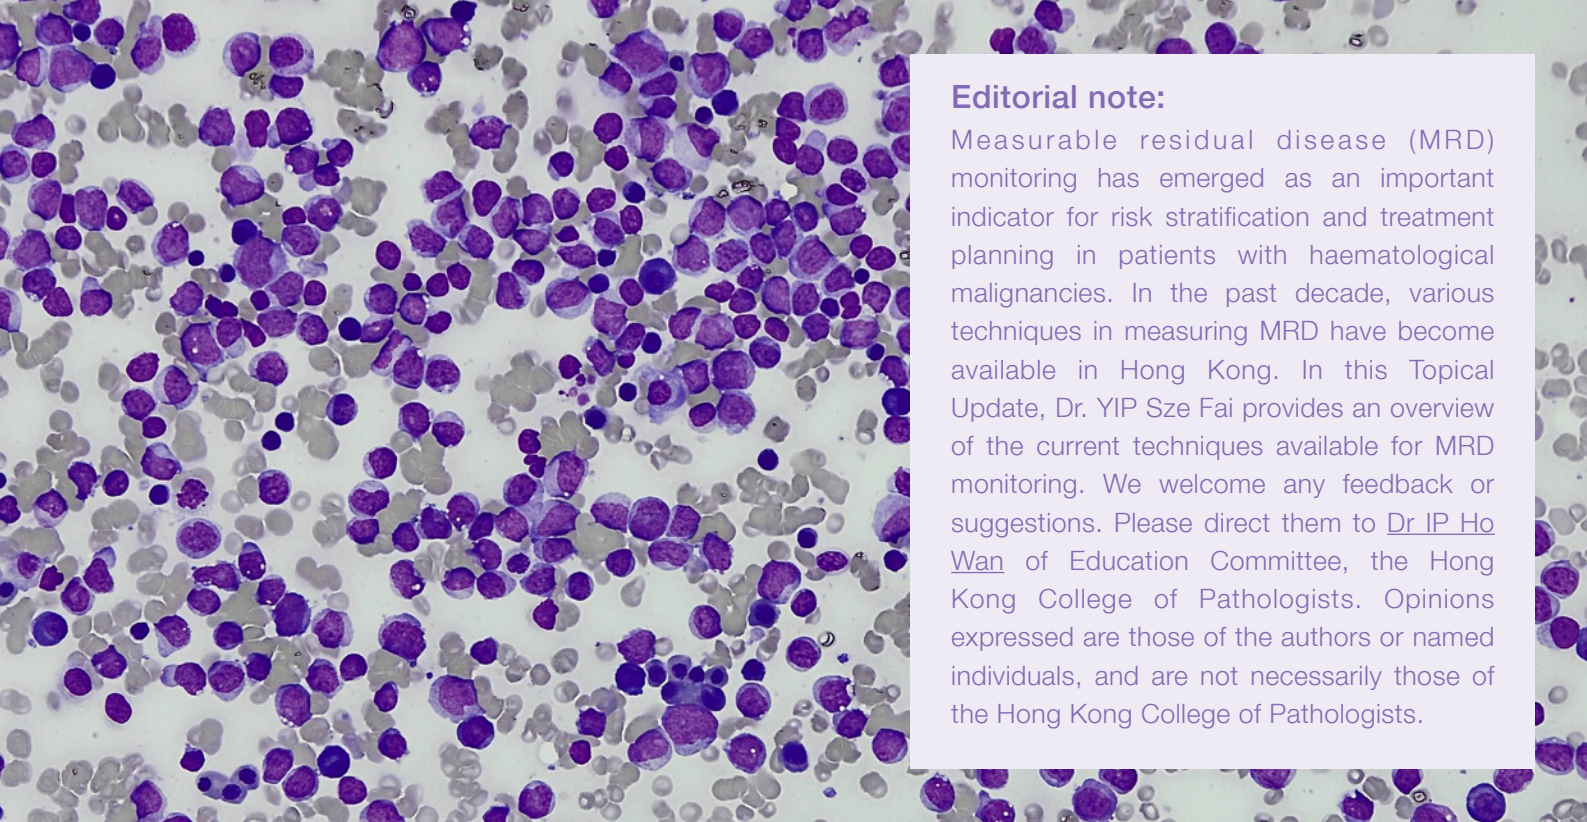 Editorial note:
Measurable residual disease (MRD)
monitoring has emerged as an important
indicator for risk stratification and treatment
planning in patients with haematological
malignancies. In the past decade, various
techniques in measuring MRD have become
available in Hong Kong. In this Topical
Update, Dr. YIP Sze Fai provides an overview
of the current techniques available for MRD
monitoring. We welcome any feedback or
suggestions. Please direct them to Dr IP Ho
Wan of Education Committee, the Hong
Kong College of Pathologists. Opinions
expressed are those of the authors or named
individuals, and are not necessarily those of
the Hong Kong College of Pathologists.